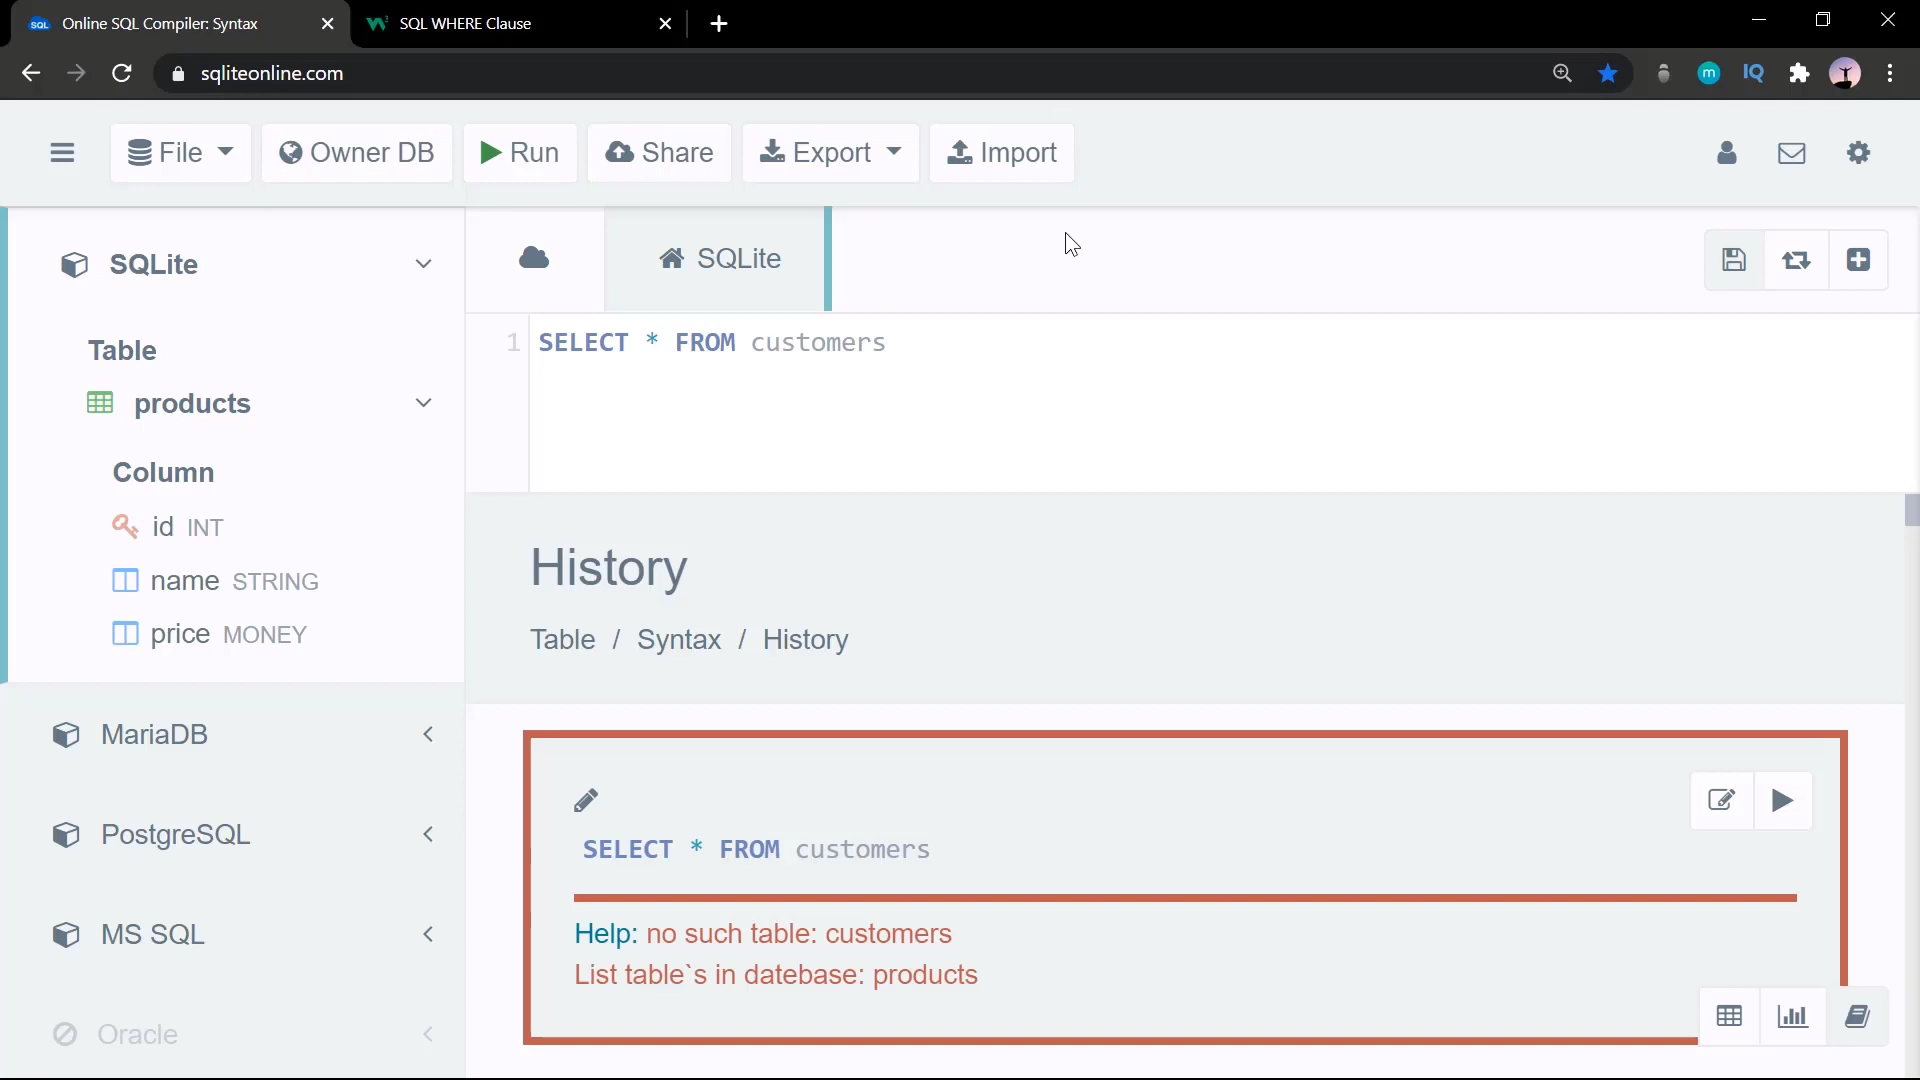 Online SQL Compiler: Syntax
SQL WHERE Clause
sqliteonline.com
m
IQ
File
Owner DB
Run
Share
Export
Import
SQLite
Table
products
Column
id INT
name STRING
price MONEY
MariaDB
PostgreSQL
MS SQL
Oracle
SQLite
1 SELECT * FROM customers
History
Table / Syntax / History
SELECT * FROM customers
Help: no such table: customers
List table`s in datebase: products